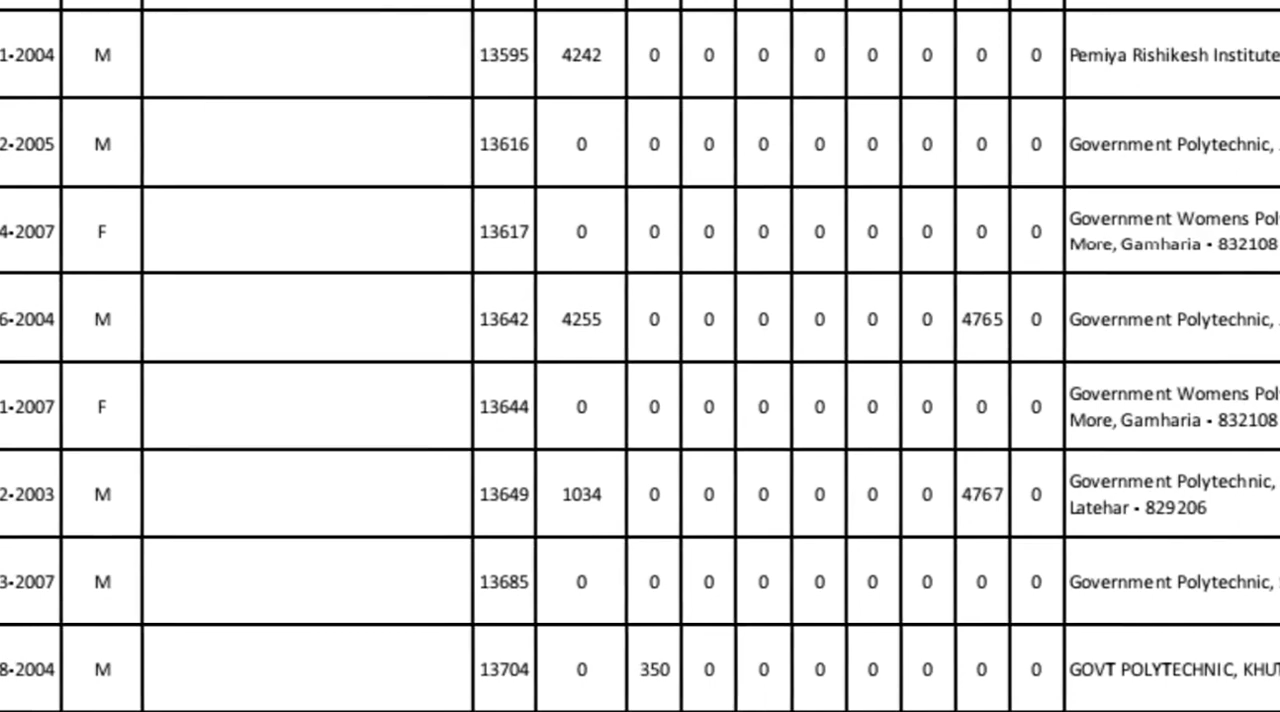 1-2004 M 13595 4242 0 0 0 0 0 0 0 0 Pemiya Rishikesh Institute
2-2005 M 13616 0 0 0 0 0 0 0 0 0 Government Polytechnic,
4-2007 F 13617 0 0 0 0 0 0 0 0 0 Government Womens Pol
More, Gamharia - 832108
6-2004 M 13642 4255 0 0 0 0 0 0 4765 0 Government Polytechnic,
1-2007 F 13644 0 0 0 0 0 0 0 0 0 Government Womens Pol
More, Gamharia - 832108
2-2003 M 13649 1034 0 0 0 0 0 0 4767 0 Government Polytechnic,
Latehar - 829206
3-2007 M 13685 0 0 0 0 0 0 0 0 0 Government Polytechnic,
8-2004 M 13704 0 350 0 0 0 0 0 0 0 GOVT POLYTECHNIC, KHUT